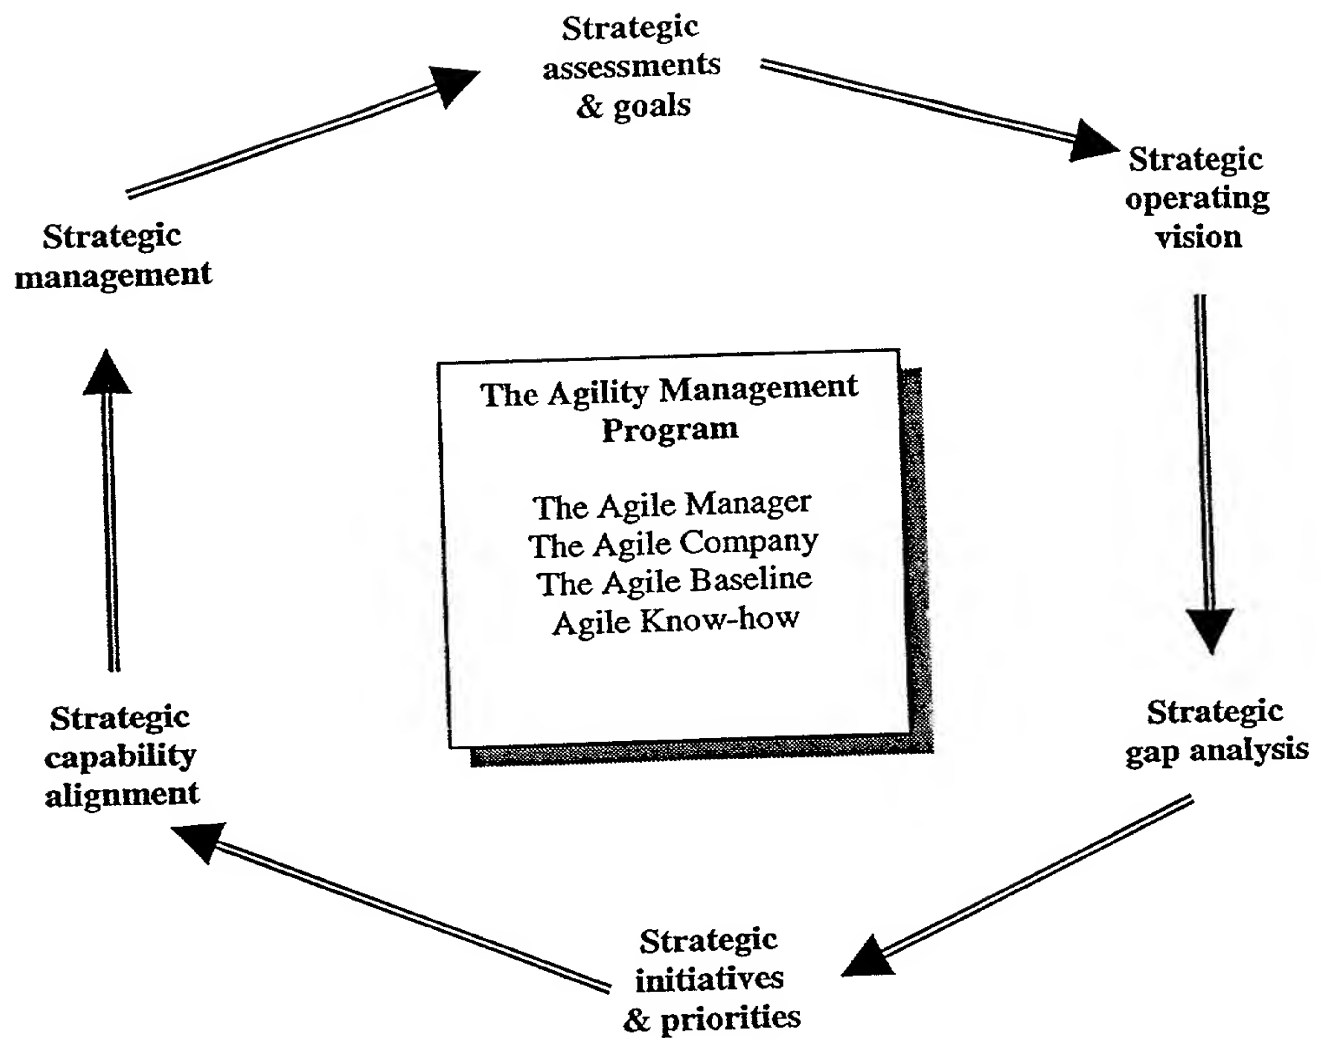 Strategic
assessments
& goals
Strategic
operating
vision
Strategic
management
The Agility Management
Program
The Agile Manager
The Agile Company
The Agile Baseline
Agile Know-how
Strategic
gap analysis
Strategic
capability
alignment
Strategic
initiatives
& priorities